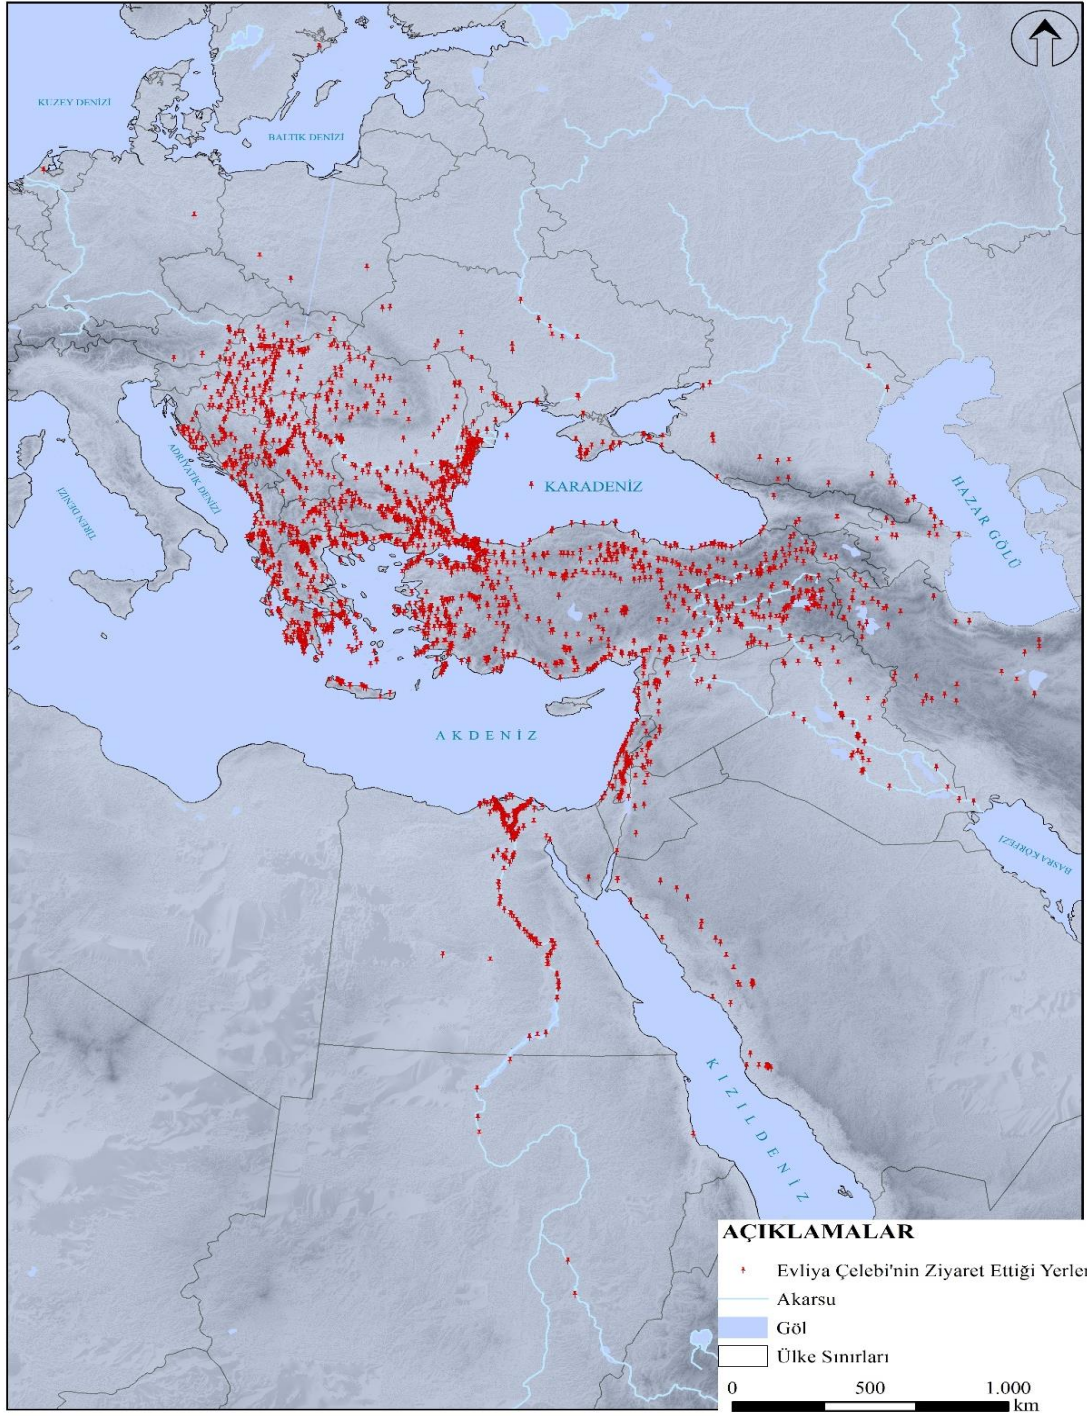 KUZEY DENİZİ
BALTIK DENİZİ
ADRİYATİK DENİZİ
TİREN DENİZİ
KARADENİZ
HAZAR GÖLÜ
AKDENİZ
BASRA KÖRFEZİ
KIZILDENİZ
AÇIKLAMALAR
Evliya Çelebi'nin Ziyaret Ettiği Yerler
Akarsu
Göl
Ülke Sınırları
0 500 1.000
km